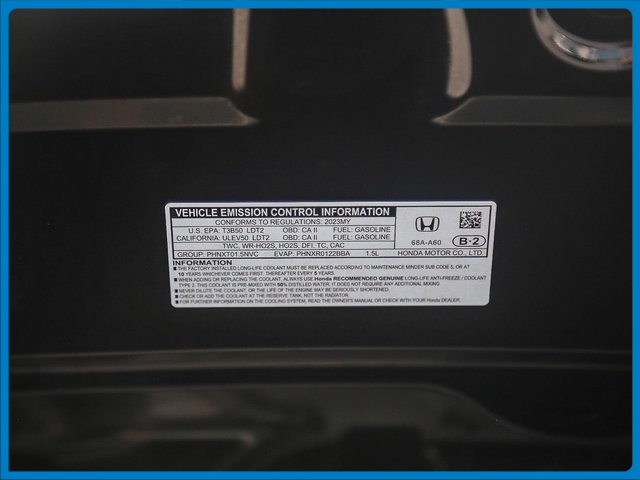 VEHICLE EMISSION CONTROL INFORMATION
CONFORMS TO REGULATIONS: 2023MY
U.S. EPA: T3B50 LDT2 OBD: CA II FUEL: GASOLINE
CALIFORNIA: ULEV50 LDT2 OBD: CA II FUEL: GASOLINE
TWC, WR-HO2S, HO2S, DFI, TC, CAC
GROUP: PHNXT01.5NVC EVAP: PHNXR0122BBA 1.5L
68A-A60
B-2
HONDA MOTOR CO., LTD.
INFORMATION
■ THE FACTORY INSTALLED LONG-LIFE COOLANT MUST BE REPLACED ACCORDING TO MAINTENANCE MINDER SUB CODE 5, OR AT
10 YEARS WHICHEVER COMES FIRST. THEREAFTER EVERY 5 YEARS
■ WHEN ADDING OR REPLACING THE COOLANT, ALWAYS USE Honda RECOMMENDED GENUINE LONG-LIFE ANTI-FREEZE / COOLANT
TYPE 2. THIS COOLANT IS PRE-MIXED WITH 50% DISTILLED WATER. IT DOES NOT REQUIRE ANY ADDITIONAL MIXING.
■ NEVER DILUTE THE COOLANT, OR THE LIFE OF THE ENGINE MAY BE SERIOUSLY SHORTENED.
■ CHECK OR ADD THE COOLANT AT THE RESERVE TANK, NOT THE RADIATOR
■ FOR FURTHER INFORMATION ON THE COOLING SYSTEM, READ THE OWNER'S MANUAL OR CHECK WITH YOUR Honda DEALER.